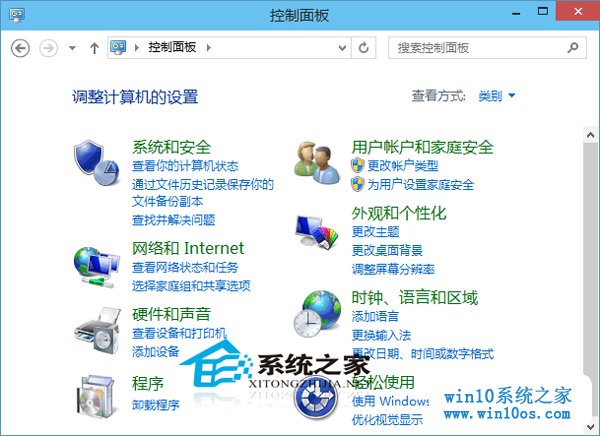 控制面板
控制面板
搜索控制面板
调整计算机的设置
查看方式: 类别
系统和安全
查看你的计算机状态
通过文件历史记录保存你的
文件备份副本
查找并解决问题
网络和 Internet
查看网络状态和任务
选择家庭组和共享选项
硬件和声音
查看设备和打印机
添加设备
程序
卸载程序
用户帐户和家庭安全
更改帐户类型
为用户设置家庭安全
外观和个性化
更改主题
更改桌面背景
调整屏幕分辨率
时钟、语言和区域
添加语言
更换输入法
更改日期、时间或数字格式
轻松使用
使用 Windows
优化视觉显示
系统之家
XITONGZHIJIA.NET
win10系统之家
www.win10os.com